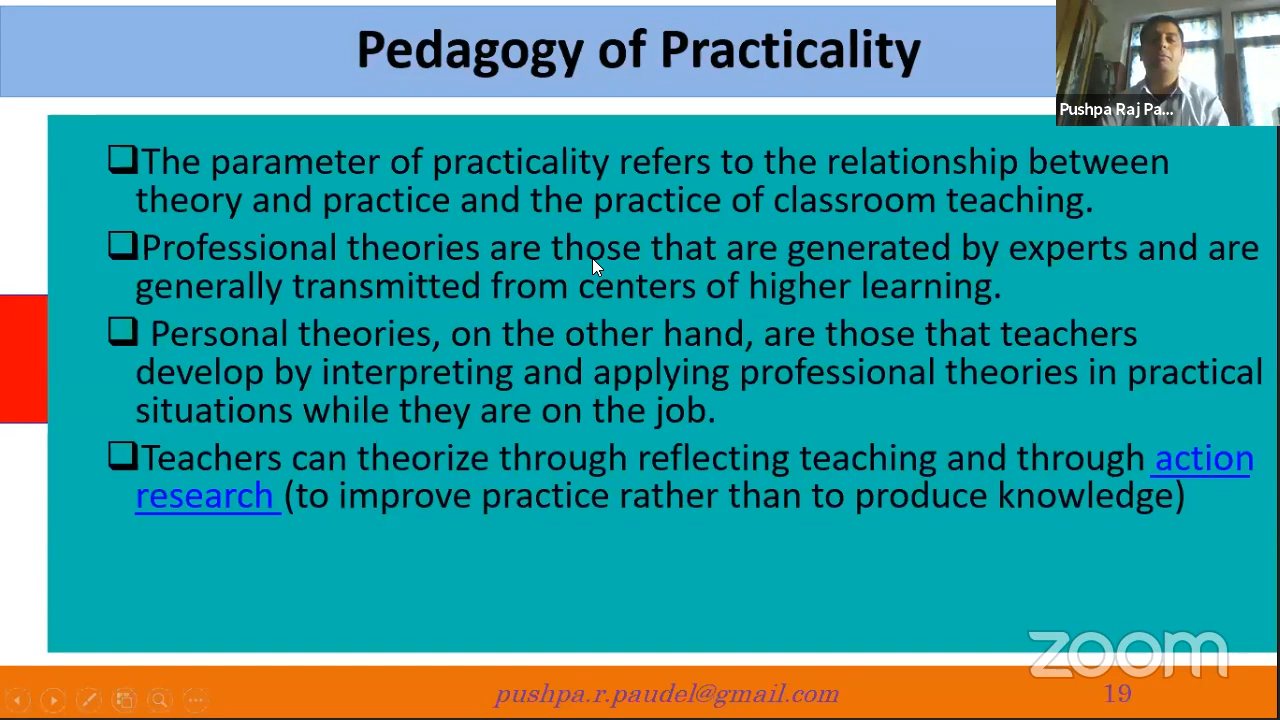 Pedagogy of Practicality
Pushpa Raj Pa...
The parameter of practicality refers to the relationship between
theory and practice and the practice of classroom teaching.
Professional theories are those that are generated by experts and are
generally transmitted from centers of higher learning.
Personal theories, on the other hand, are those that teachers
develop by interpreting and applying professional theories in practical
situations while they are on the job.
Teachers can theorize through reflecting teaching and through action
research (to improve practice rather than to produce knowledge)
zoom
pushpa.r.paudel@gmail.com 19